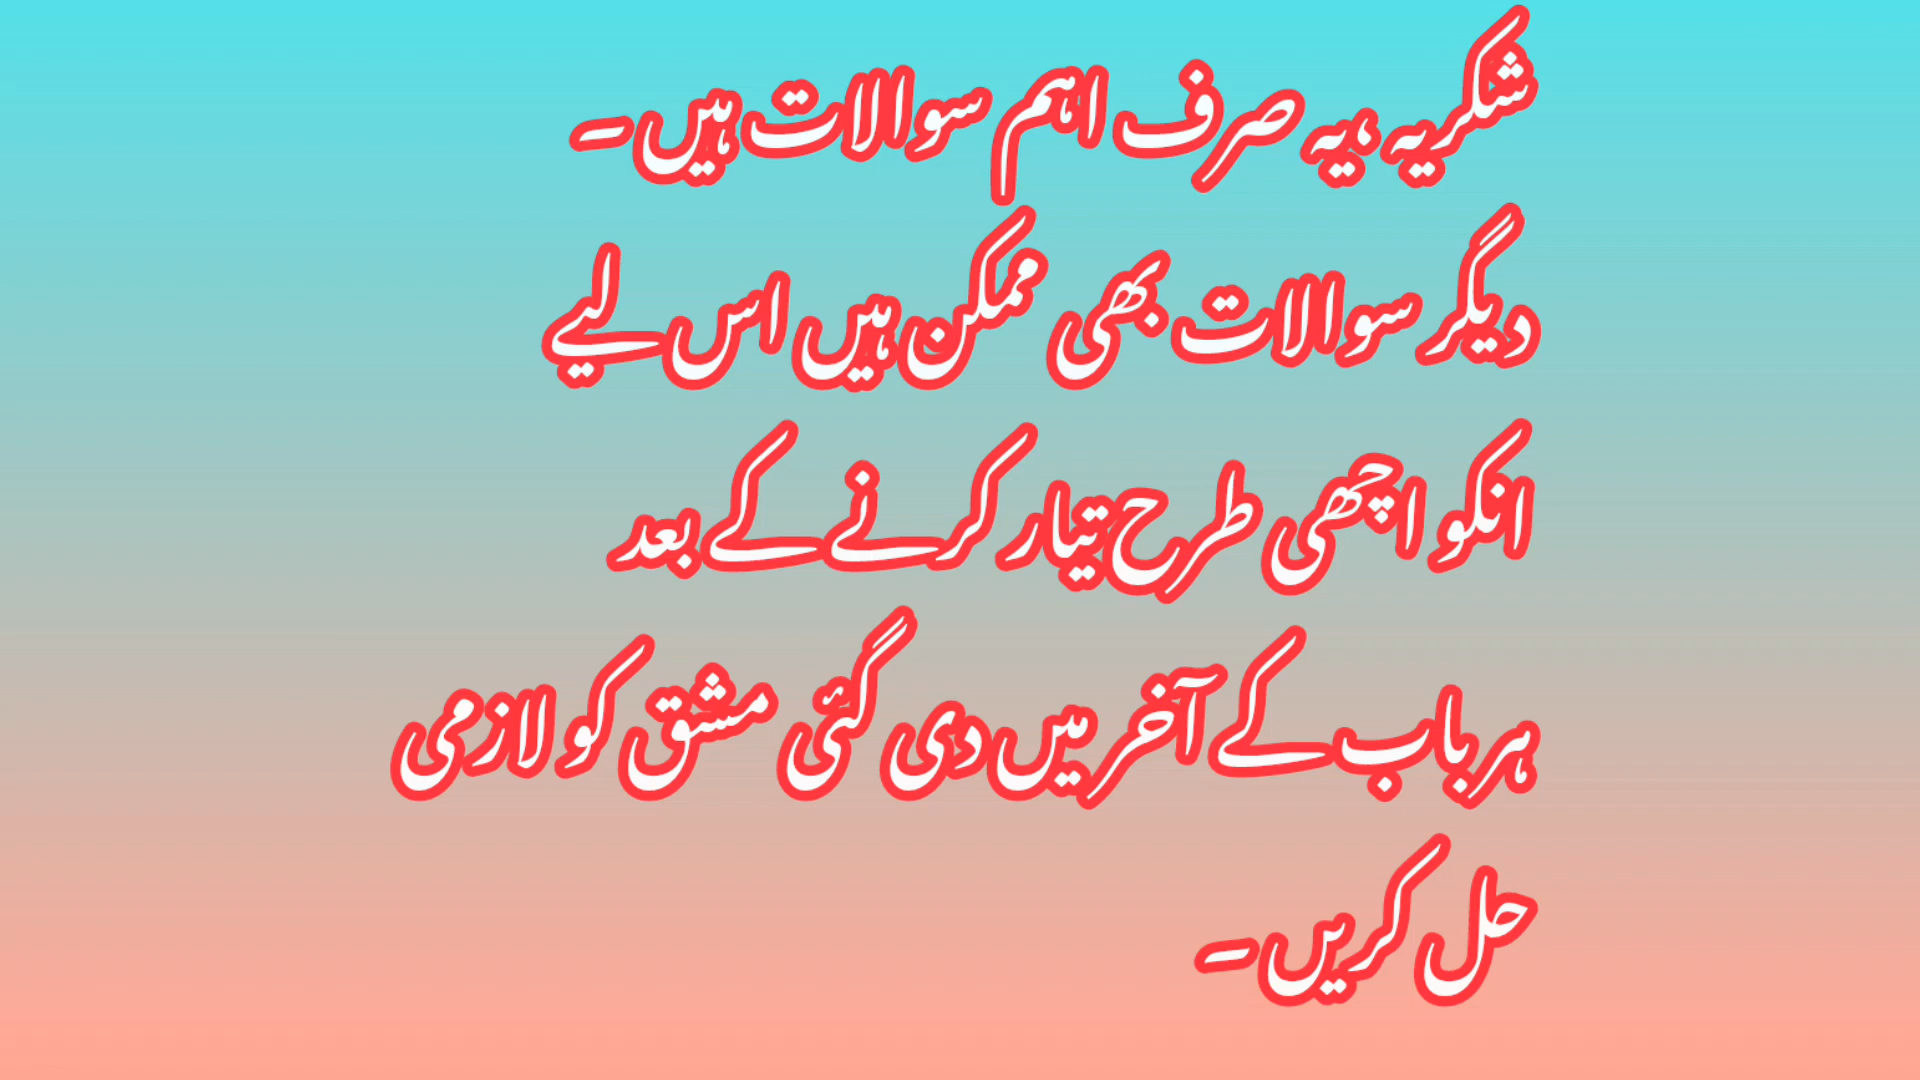 شکریہ ،یہ صرف اہم سوالات ہیں۔
دیگر سوالات بھی ممکن ہیں اس لیے
انکو اچھی طرح تیار کرنے کے بعد
ہر باب کے آخر میں دی گئی مشق کو لازمی
حل کریں۔